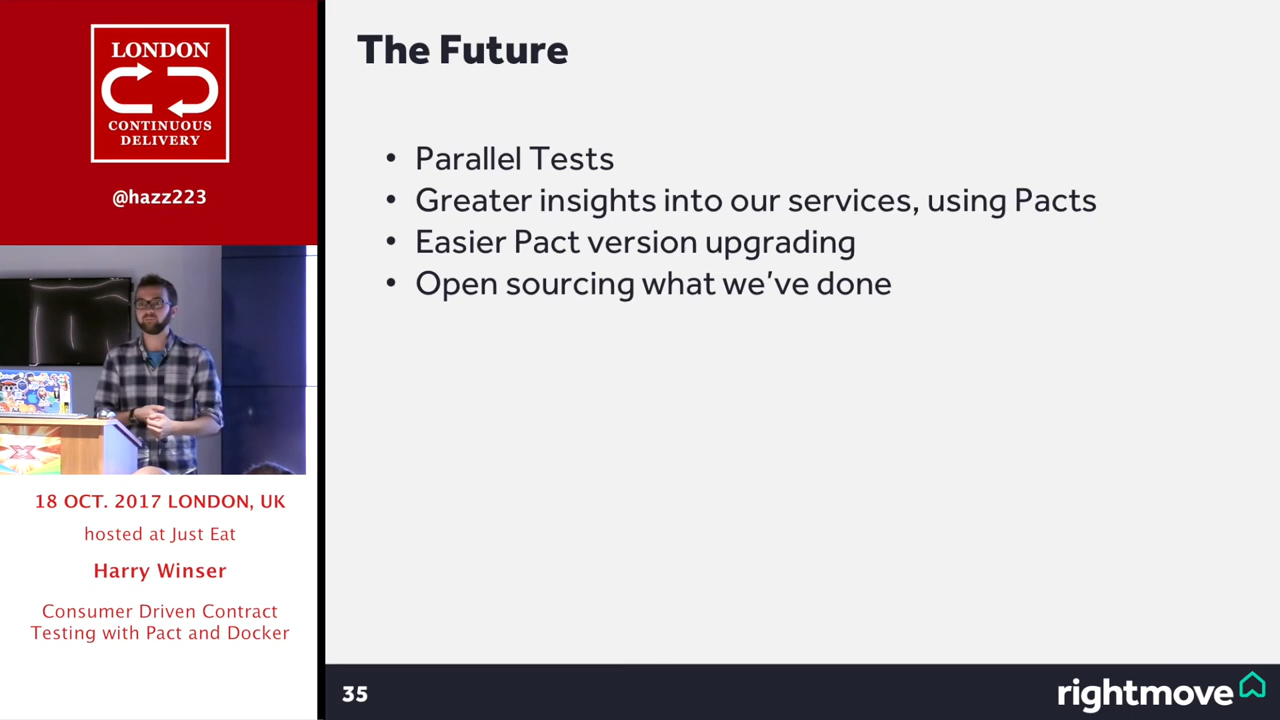 LONDON
CONTINUOUS
DELIVERY
@hazz223
18 OCT. 2017 LONDON, UK
hosted at Just Eat
Harry Winser
Consumer Driven Contract
Testing with Pact and Docker
The Future
• Parallel Tests
• Greater insights into our services, using Pacts
• Easier Pact version upgrading
• Open sourcing what we've done
35
rightmove